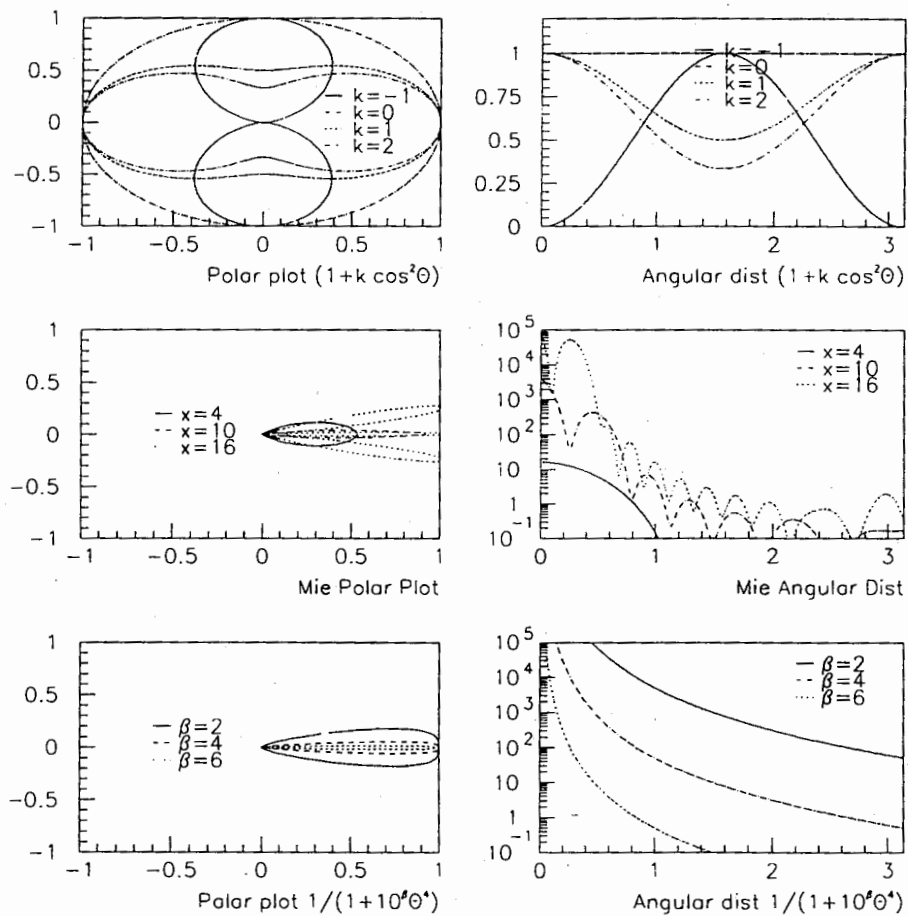 1
0.5
0
−0.5
−1
k=−1
k=0
k=1
k=2
−1
−0.5
0
0.5
1
Polar plot (1+k cos²Θ)
1
0.75
0.5
0.25
0
k=−1
k=0
k=1
k=2
0
1
2
3
Angular dist (1+k cos²Θ)
1
0.5
0
−0.5
−1
x=4
x=10
x=16
−1
−0.5
0
0.5
1
Mie Polar Plot
10⁵
10⁴
10³
10²
10
1
10⁻¹
x=4
x=10
x=16
0
1
2
3
Mie Angular Dist
1
0.5
0
−0.5
−1
β=2
β=4
β=6
−1
−0.5
0
0.5
1
Polar plot 1/(1+10ᵝΘ⁴)
10⁵
10⁴
10³
10²
10
1
10⁻¹
β=2
β=4
β=6
0
1
2
3
Angular dist 1/(1+10ᵝΘ⁴)